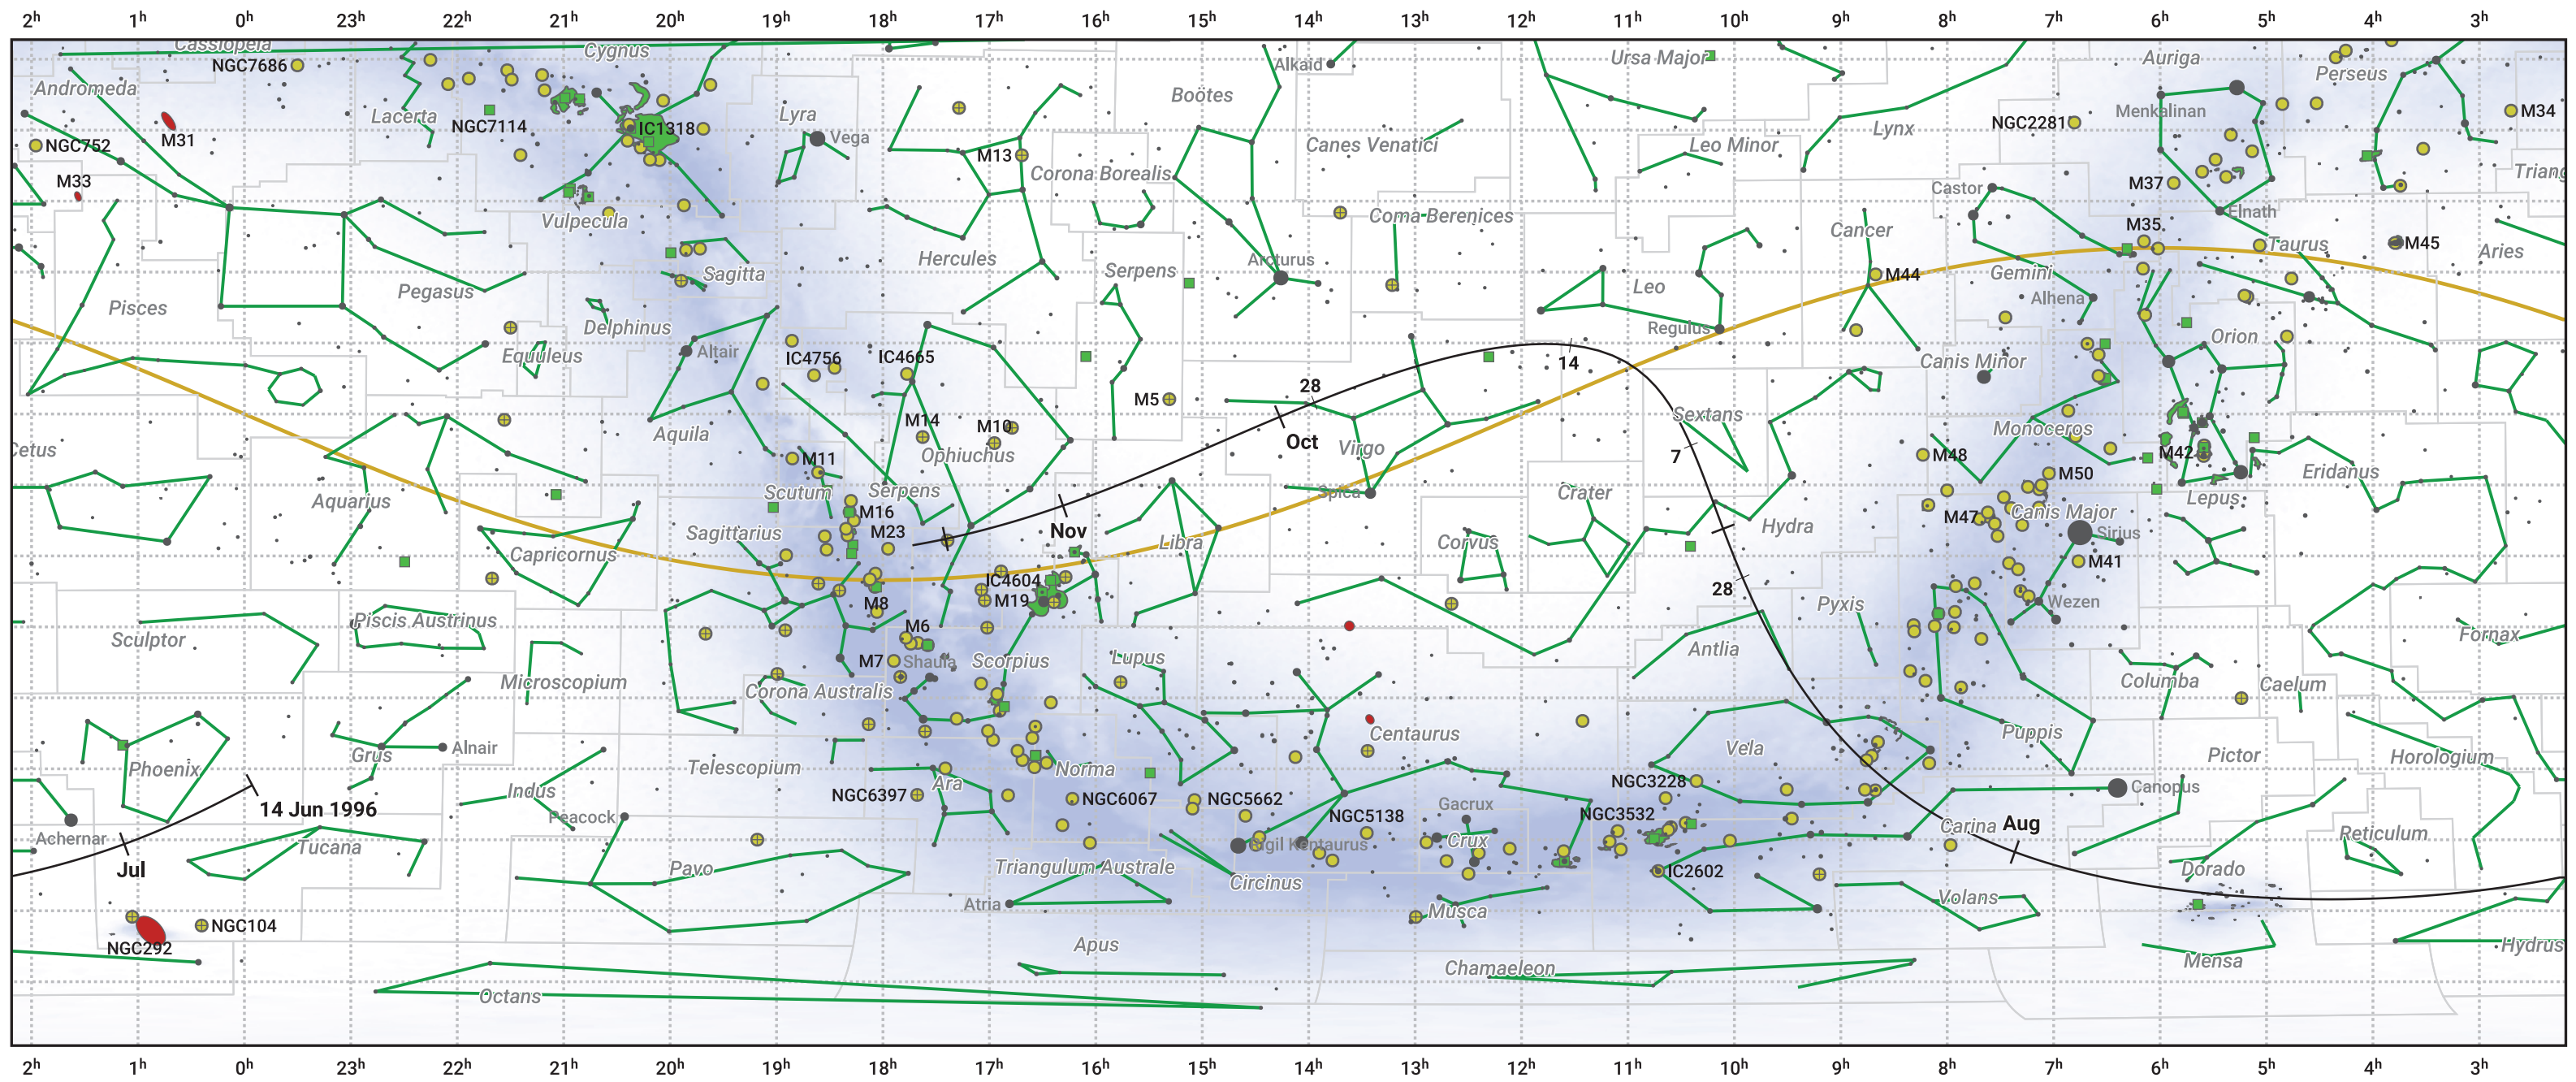 2h 1h 0h 23h 22h 21h 20h 19h 18h 17h 16h 15h 14h 13h 12h 11h 10h 9h 8h 7h 6h 5h 4h 3h
Cassiopeia Cygnus Ursa Major Auriga
NGC7686 Alkaid Perseus
Andromeda Lacerta Lyra Boötes Menkalinan
M31 NGC7114 IC1318 Vega Canes Venatici Leo Minor Lynx NGC2281 M34
NGC752 M13 Corona Borealis
M33 Castor M37 Triang
Vulpecula Coma Berenices Elnath
Cancer M35 Taurus M45
Hercules Serpens Arcturus Aries
Pegasus Sagitta Leo M44 Gemini
Pisces Delphinus Alhena
Equuleus Altair IC4756 IC4665 Regulus Orion
14 Canis Minor
28
M5
Aquila M14 M10 Oct Virgo Sextans Monoceros
Cetus M11 Ophiuchus 7 M48 M42
Aquarius Scutum Serpens Spica Crater M50 Eridanus
M16 Lepus
Sagittarius M23 Nov Libra Corvus Hydra M47 Canis Major Sirius
Capricornus M41
IC4604 28
M8 M19 Pyxis Wezen
Sculptor Piscis Austrinus M6 Fornax
M7 Shaula Scorpius Lupus Antlia
Microscopium Corona Australis Columba Caelum
Grus Alnair Centaurus Vela Puppis Pictor Horologium
Phoenix Telescopium Norma
14 Jun 1996 Indus NGC6397 Ara NGC6067 NGC5662 NGC3228 Canopus
Peacock NGC5138 Gacrux NGC3532
Achernar Tucana Rigil Kentaurus Crux Carina Aug Reticulum
Jul Pavo Triangulum Australe Circinus IC2602 Dorado
Atria Musca Volans
NGC104
NGC292 Apus Hydrus
Chamaeleon Mensa
Octans
2h 1h 0h 23h 22h 21h 20h 19h 18h 17h 16h 15h 14h 13h 12h 11h 10h 9h 8h 7h 6h 5h 4h 3h